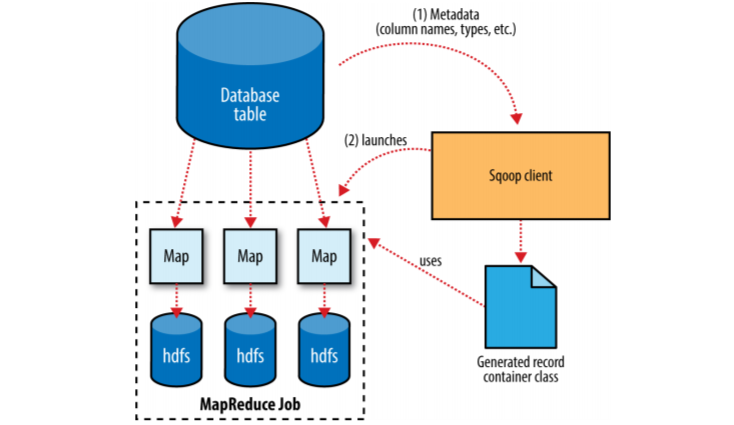 (1) Metadata
(column names, types, etc.)
Database
table
(2) launches
Sqoop client
Map
Map
Map
uses
hdfs
hdfs
hdfs
Generated record
container class
MapReduce Job